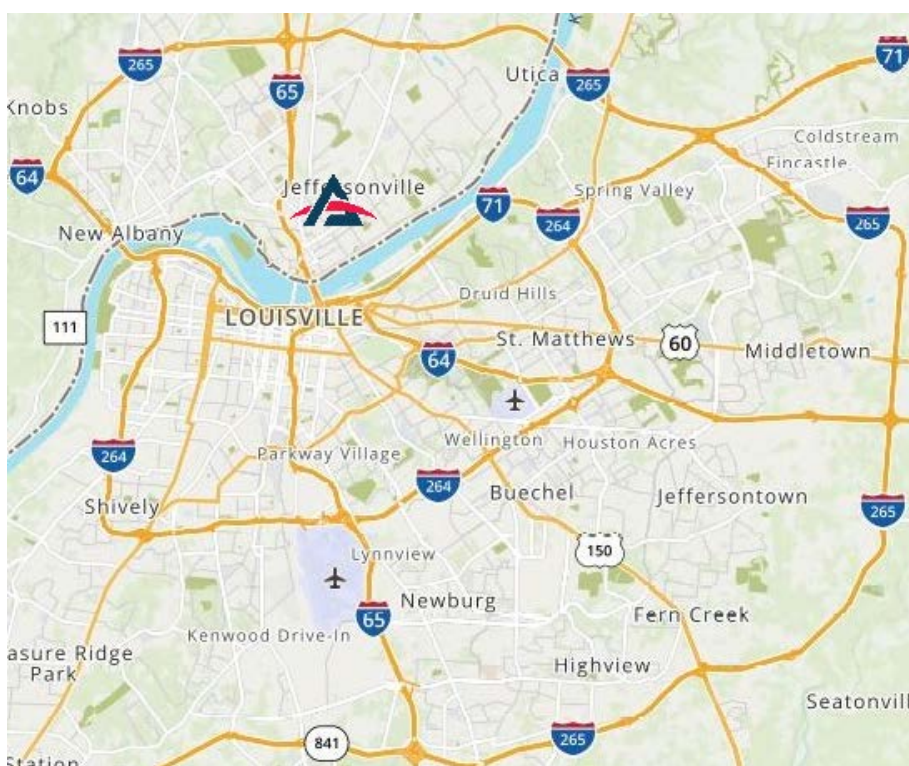 265
71
Utica
265
65
Knobs
Coldstream
Fincastle
64
Jeffersonville
Spring Valley
71
264
265
New Albany
Druid Hills
LOUISVILLE
111
St. Matthews
60
Middletown
64
Wellington
Houston Acres
264
Parkway Village
264
Buechel
Jeffersontown
Shively
265
150
Lynnview
Newburg
65
Fern Creek
Kenwood Drive-In
asure Ridge
Park
Highview
Seatonvill
841
265
Station